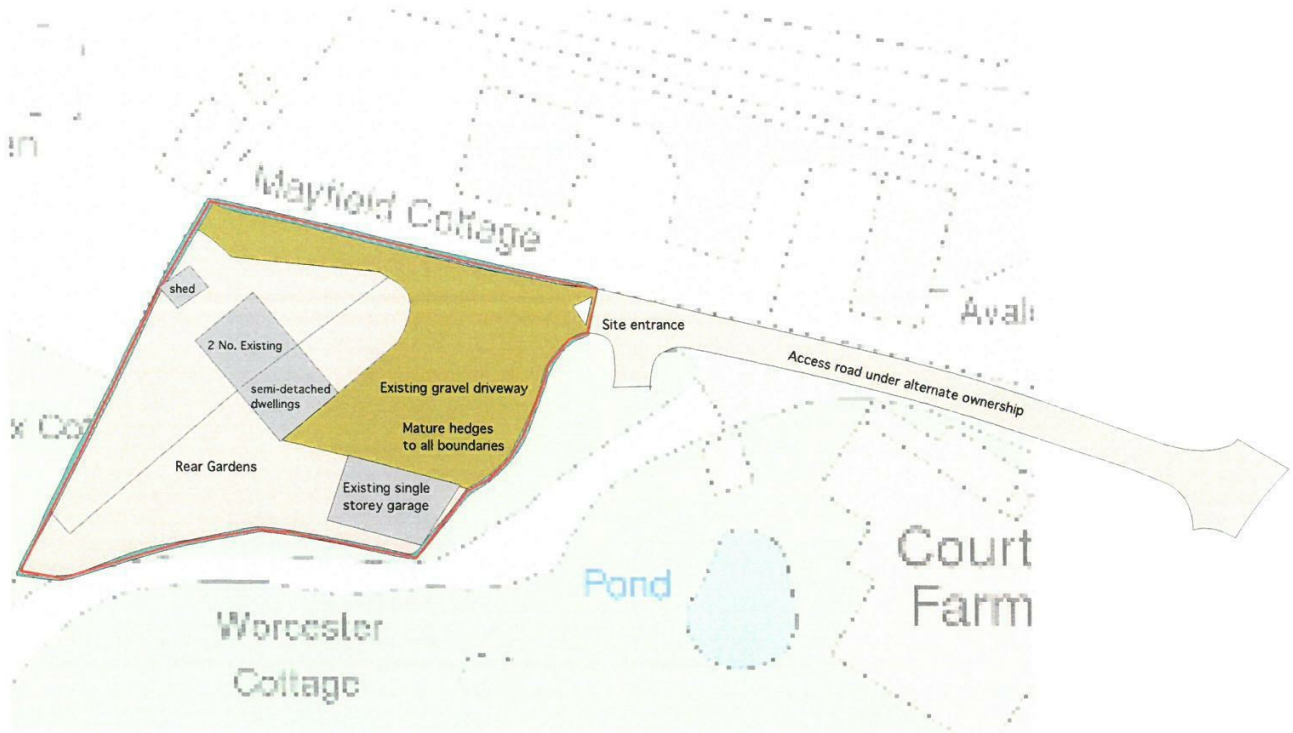 Mayfield Cottage
shed
Site entrance
2 No. Existing
semi-detached
dwellings
Access road under alternate ownership
Existing gravel driveway
Mature hedges
to all boundaries
Rear Gardens
Existing single
storey garage
Court
Farm
Pond
Worcester
Cottage